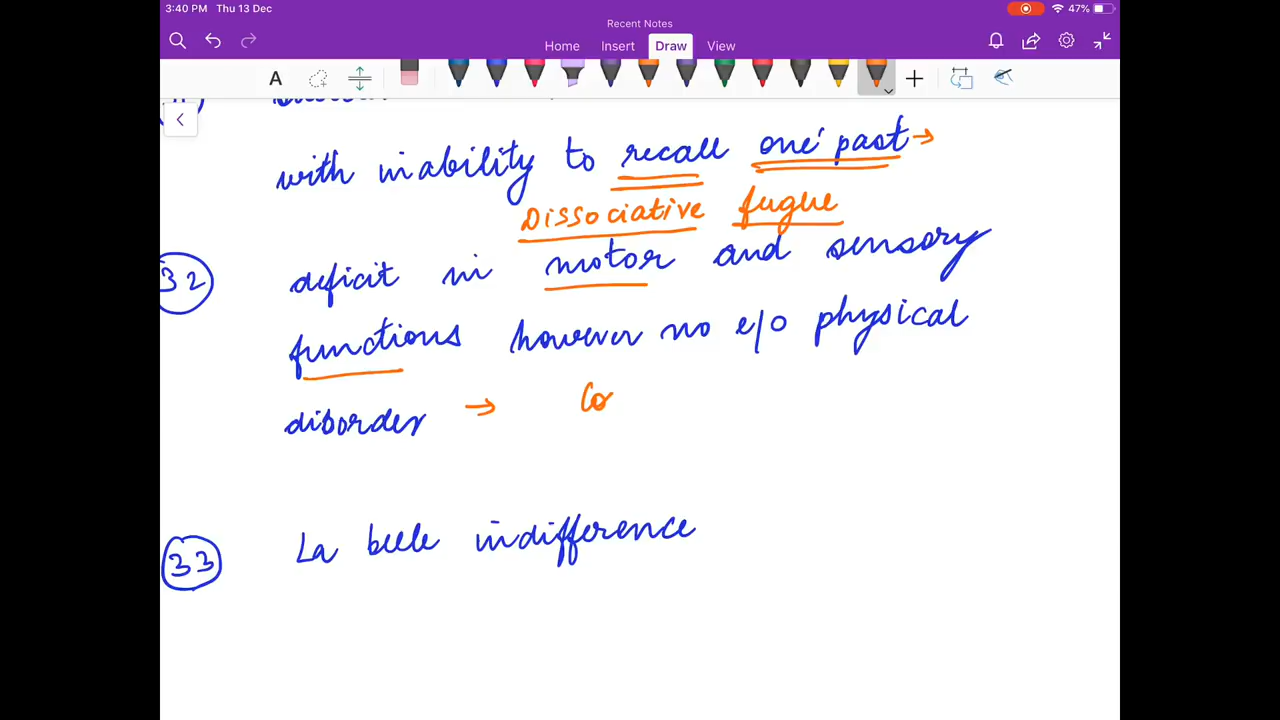 3:40 PM Thu 13 Dec
47%
Recent Notes
Home Insert Draw View
A
with inability to recall one' past →
Dissociative fugue
32 deficit in motor and sensory
functions however no e/o physical
disorder → Co
33 La belle indifference